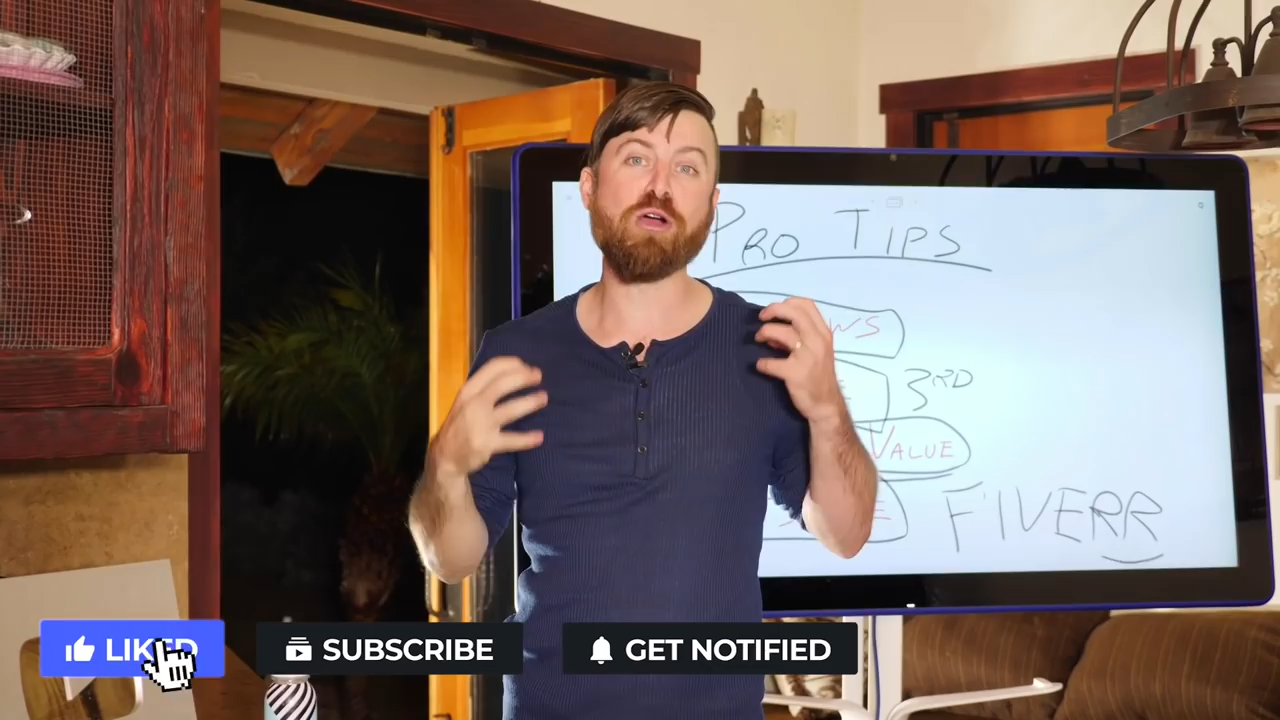 PRO TIPS
3RD
VALUE
FIVERR
LIKED
SUBSCRIBE
GET NOTIFIED